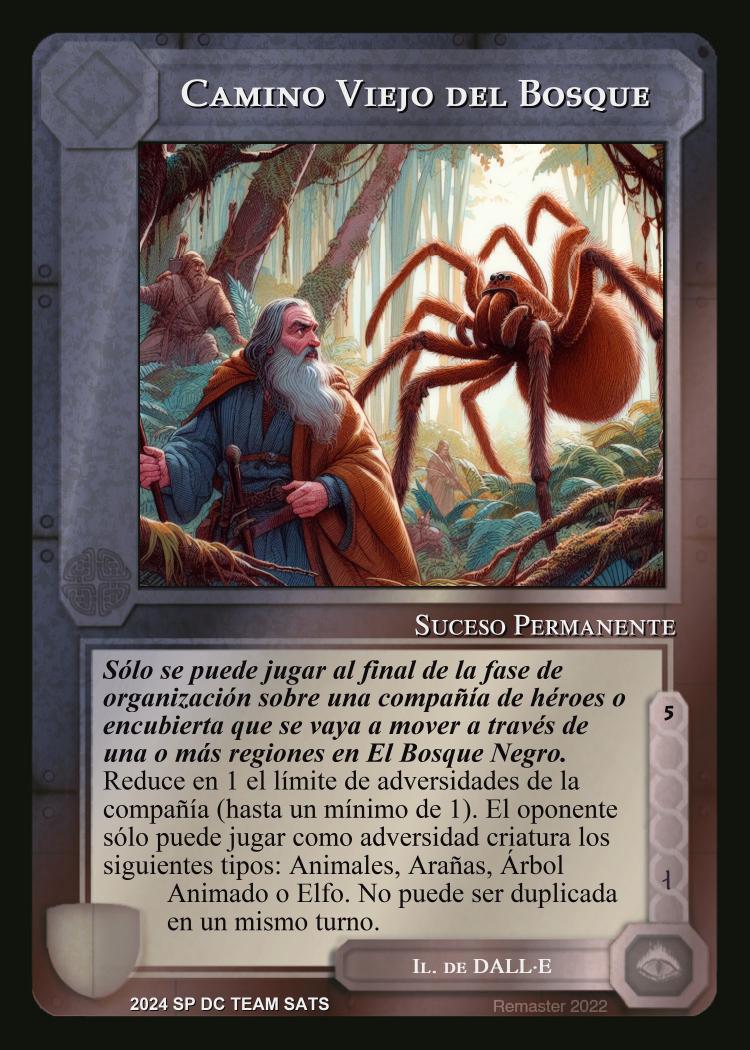 Camino Viejo del Bosque
Suceso Permanente
Sólo se puede jugar al final de la fase de
organización sobre una compañía de héroes o
encubierta que se vaya a mover a través de
una o más regiones en El Bosque Negro.
Reduce en 1 el límite de adversidades de la
compañía (hasta un mínimo de 1). El oponente
sólo puede jugar como adversidad criatura los
siguientes tipos: Animales, Arañas, Árbol
Animado o Elfo. No puede ser duplicada
en un mismo turno.
5
Il. de DALL·E
2024 SP DC TEAM SATS
Remaster 2022